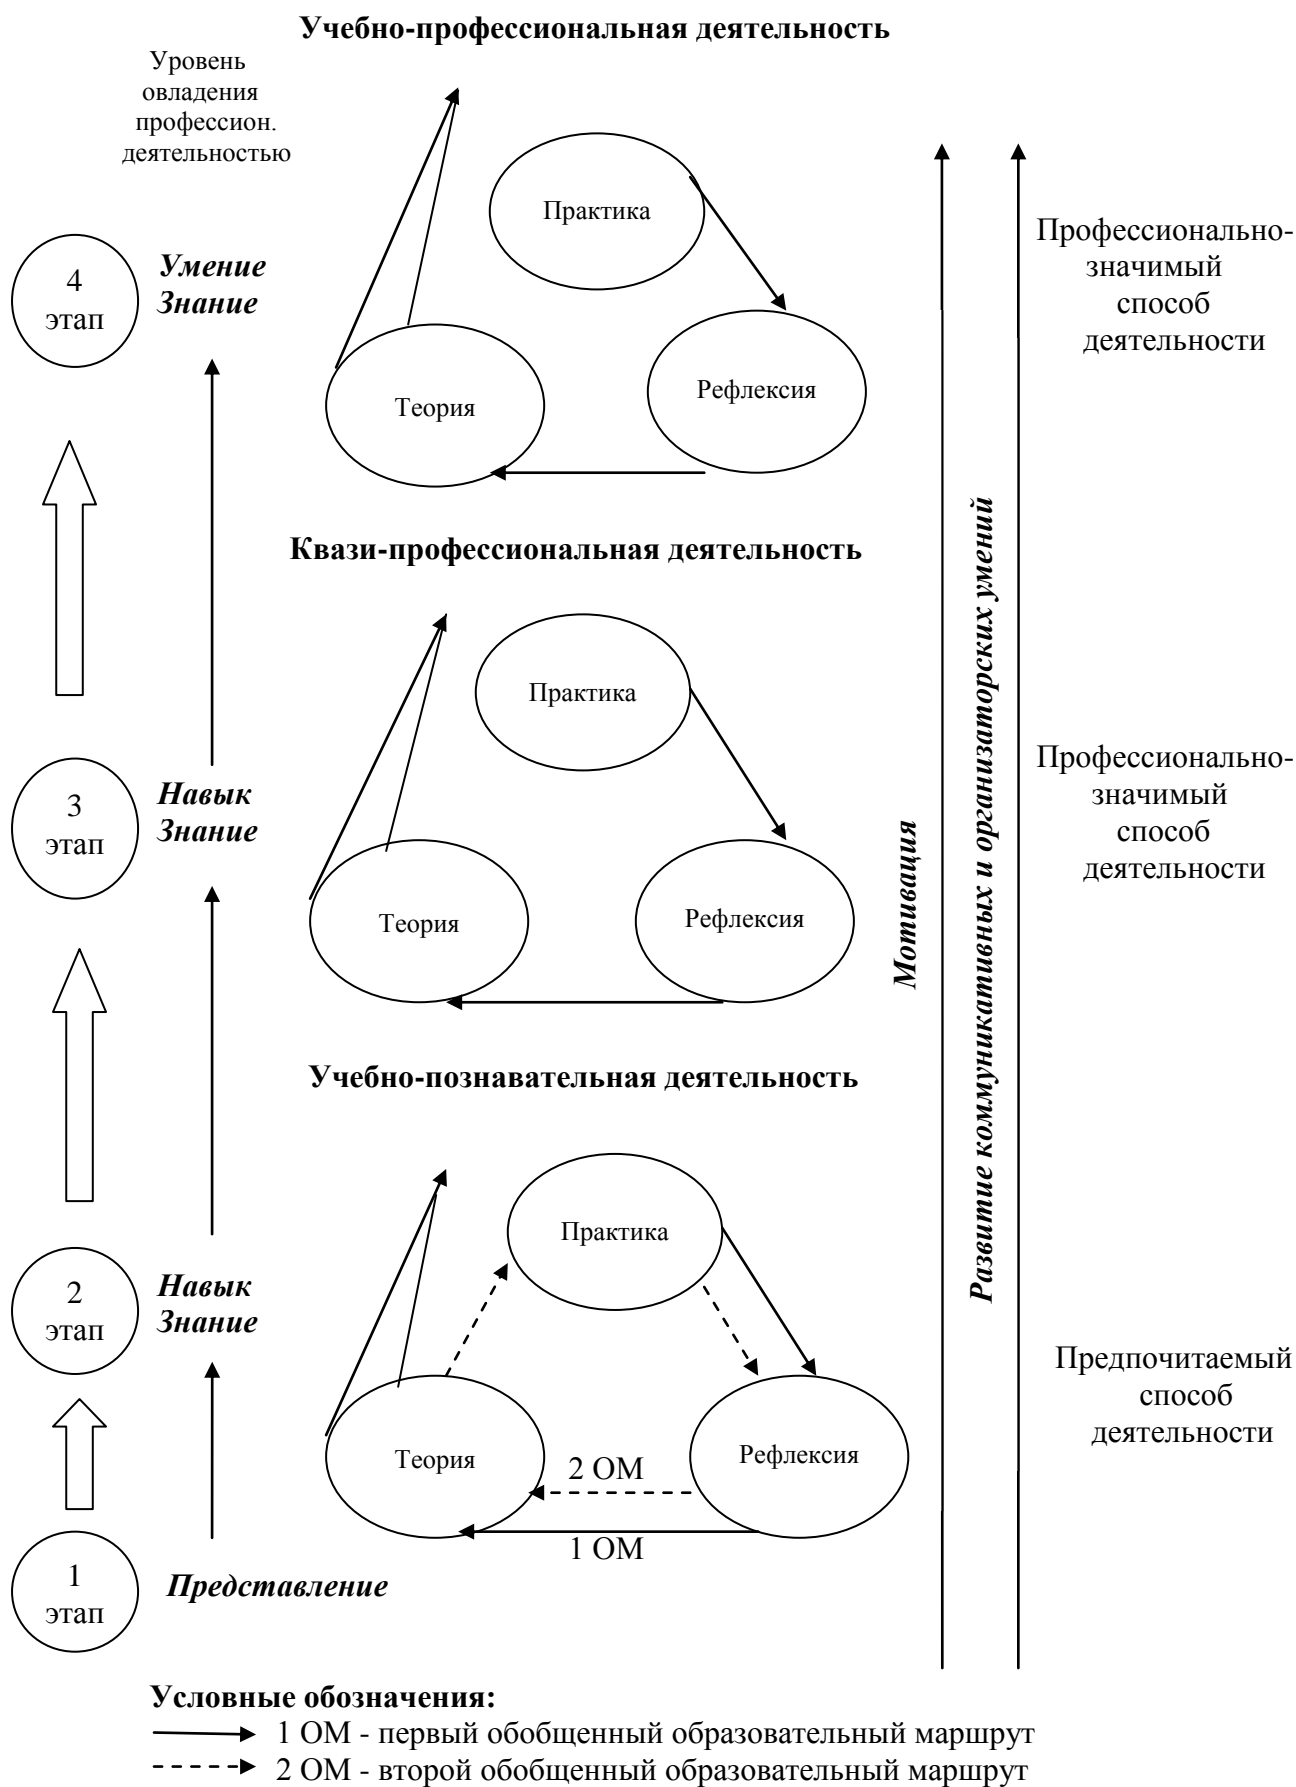 Учебно-профессиональная деятельность
Уровень
овладения
профессион.
деятельностью
Практика
Профессионально-
значимый
способ
деятельности
4
этап
Умение
Знание
Теория
Рефлексия
Квази-профессиональная деятельность
Практика
Профессионально-
значимый
способ
деятельности
3
этап
Навык
Знание
Теория
Рефлексия
Мотивация
Развитие коммуникативных и организаторских умений
Учебно-познавательная деятельность
Практика
2
этап
Навык
Знание
Предпочитаемый
способ
деятельности
Теория
Рефлексия
2 ОМ
1 ОМ
1
этап
Представление
Условные обозначения:
1 ОМ - первый обобщенный образовательный маршрут
2 ОМ - второй обобщенный образовательный маршрут